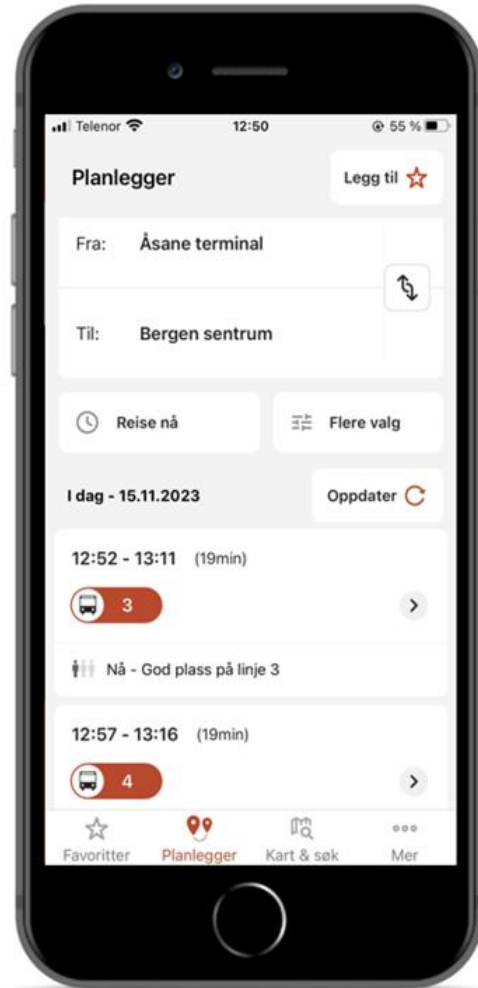 Telenor 12:50 55 %
Planlegger Legg til
Fra: Åsane terminal
Til: Bergen sentrum
Reise nå Flere valg
I dag - 15.11.2023 Oppdater
12:52 - 13:11 (19min)
3
Nå - God plass på linje 3
12:57 - 13:16 (19min)
4
Favoritter Planlegger Kart & søk Mer